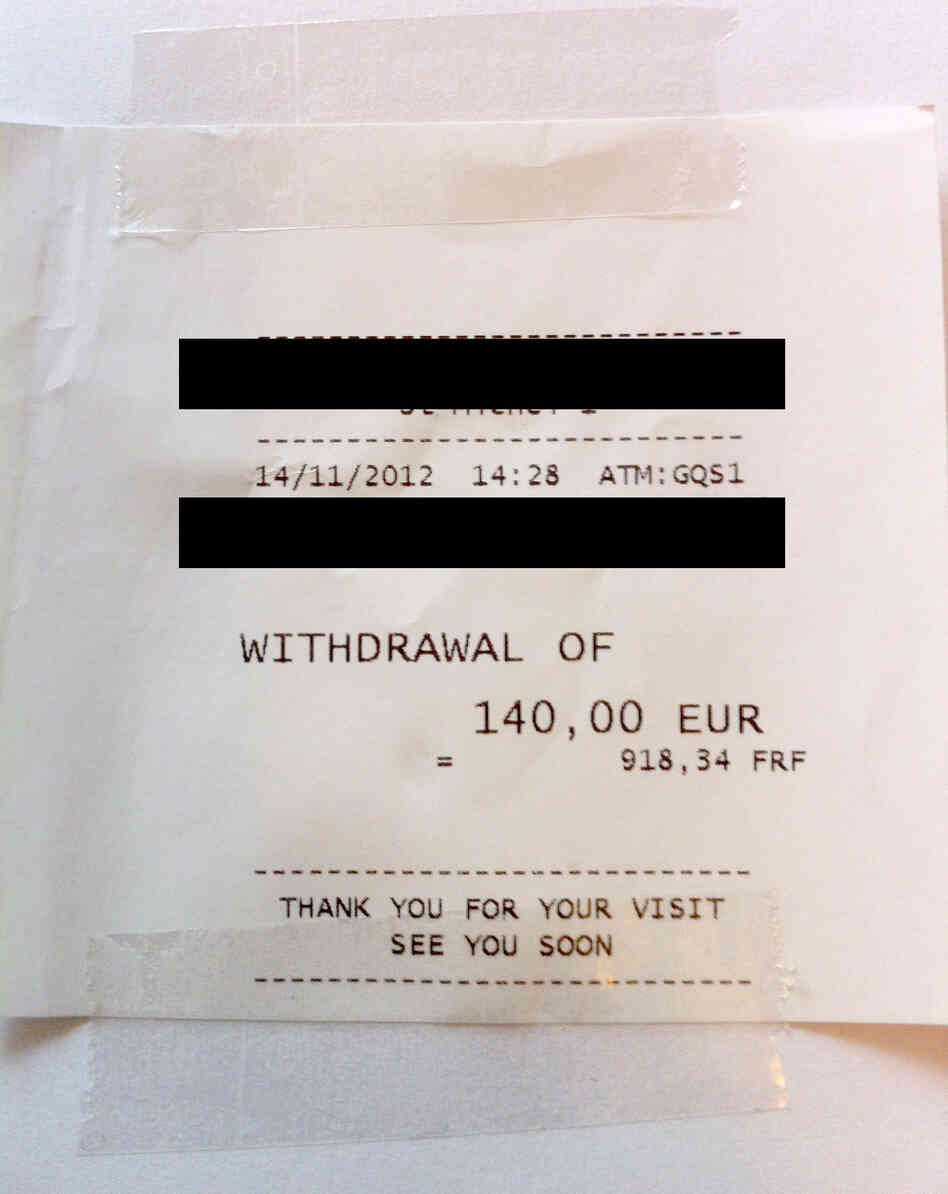 ---------------------------
---------------------------
14/11/2012 14:28 ATM:GQS1
WITHDRAWAL OF
140,00 EUR
= 918,34 FRF
---------------------------
THANK YOU FOR YOUR VISIT
SEE YOU SOON
---------------------------